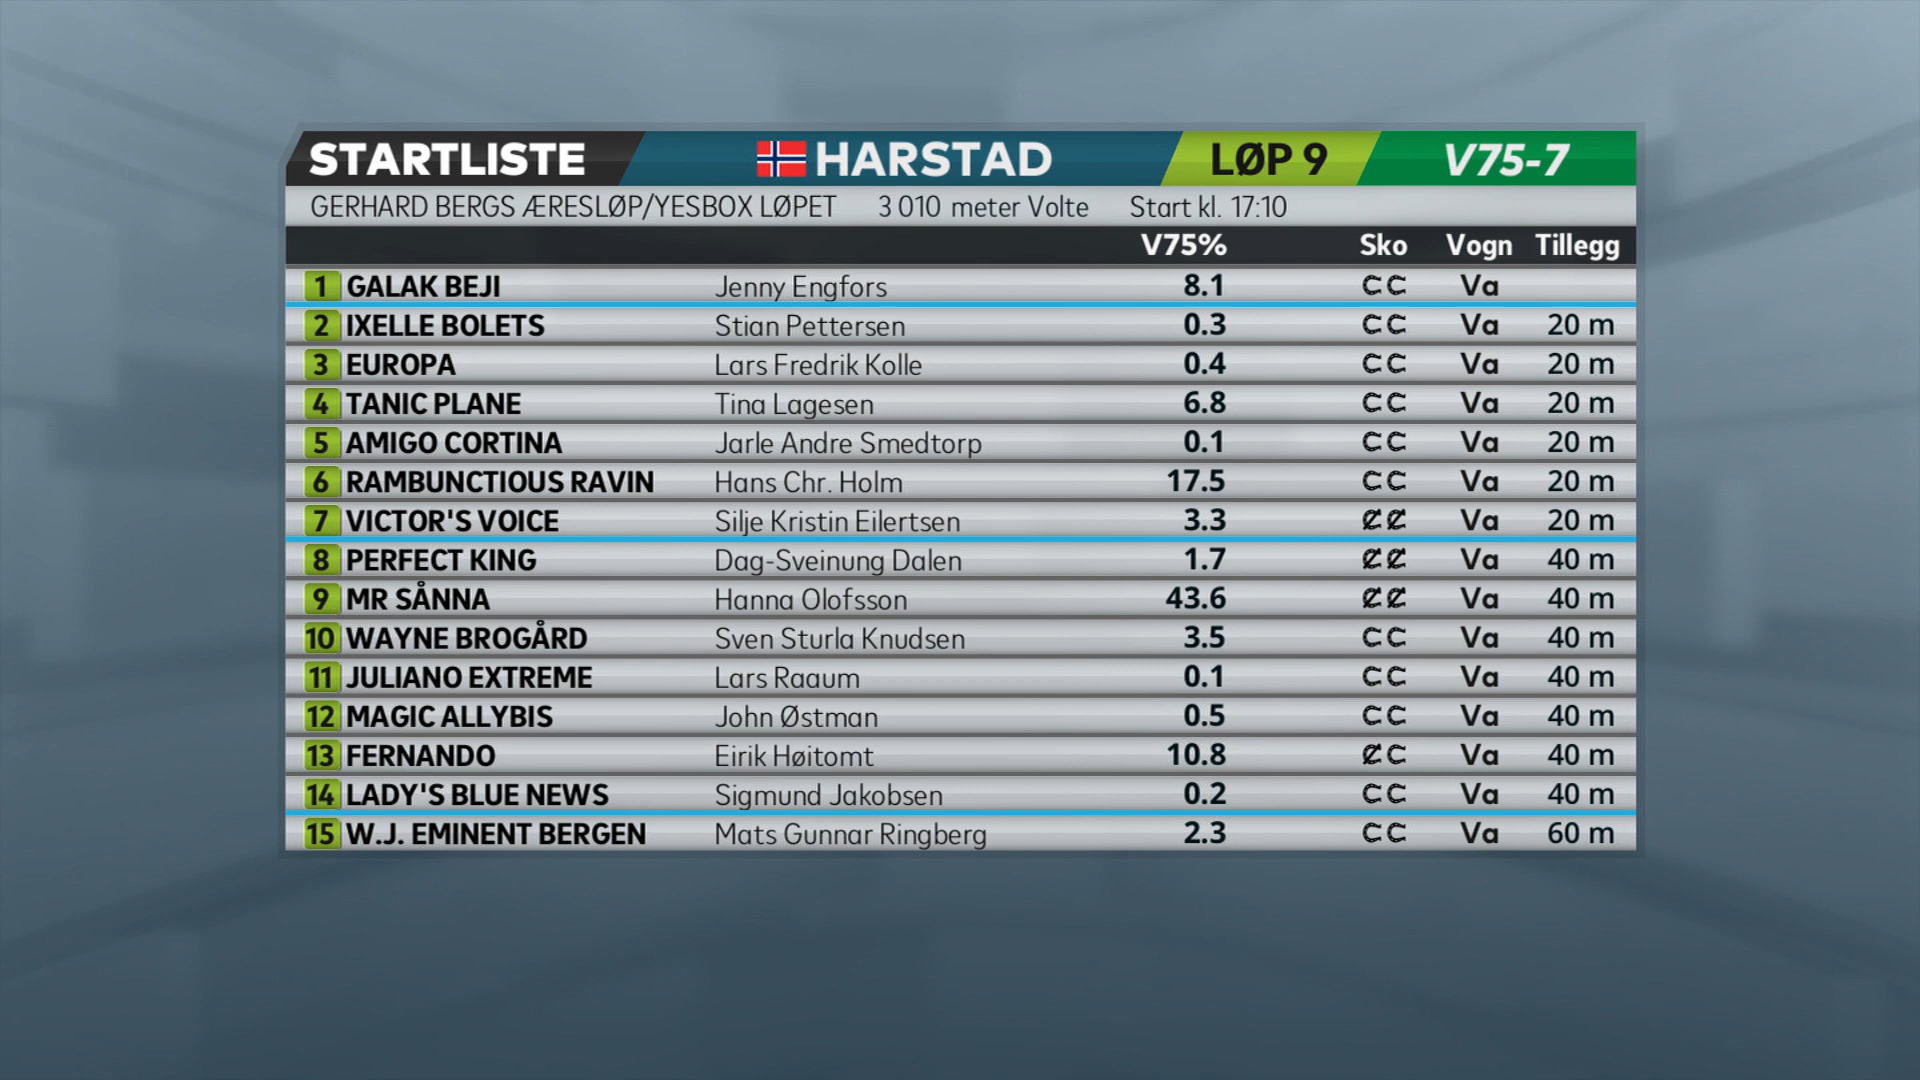 STARTLISTE HARSTAD LØP 9 V75-7
GERHARD BERGS ÆRESLØP/YESBOX LØPET 3 010 meter Volte Start kl. 17:10
V75% Sko Vogn Tillegg
1 GALAK BEJI Jenny Engfors 8.1 C C Va
2 IXELLE BOLETS Stian Pettersen 0.3 C C Va 20 m
3 EUROPA Lars Fredrik Kolle 0.4 C C Va 20 m
4 TANIC PLANE Tina Lagesen 6.8 C C Va 20 m
5 AMIGO CORTINA Jarle Andre Smedtorp 0.1 C C Va 20 m
6 RAMBUNCTIOUS RAVIN Hans Chr. Holm 17.5 C C Va 20 m
7 VICTOR'S VOICE Silje Kristin Eilertsen 3.3 Ȼ Ȼ Va 20 m
8 PERFECT KING Dag-Sveinung Dalen 1.7 Ȼ Ȼ Va 40 m
9 MR SÅNNA Hanna Olofsson 43.6 Ȼ Ȼ Va 40 m
10 WAYNE BROGÅRD Sven Sturla Knudsen 3.5 C C Va 40 m
11 JULIANO EXTREME Lars Raaum 0.1 C C Va 40 m
12 MAGIC ALLYBIS John Østman 0.5 C C Va 40 m
13 FERNANDO Eirik Høitomt 10.8 Ȼ C Va 40 m
14 LADY'S BLUE NEWS Sigmund Jakobsen 0.2 C C Va 40 m
15 W.J. EMINENT BERGEN Mats Gunnar Ringberg 2.3 C C Va 60 m